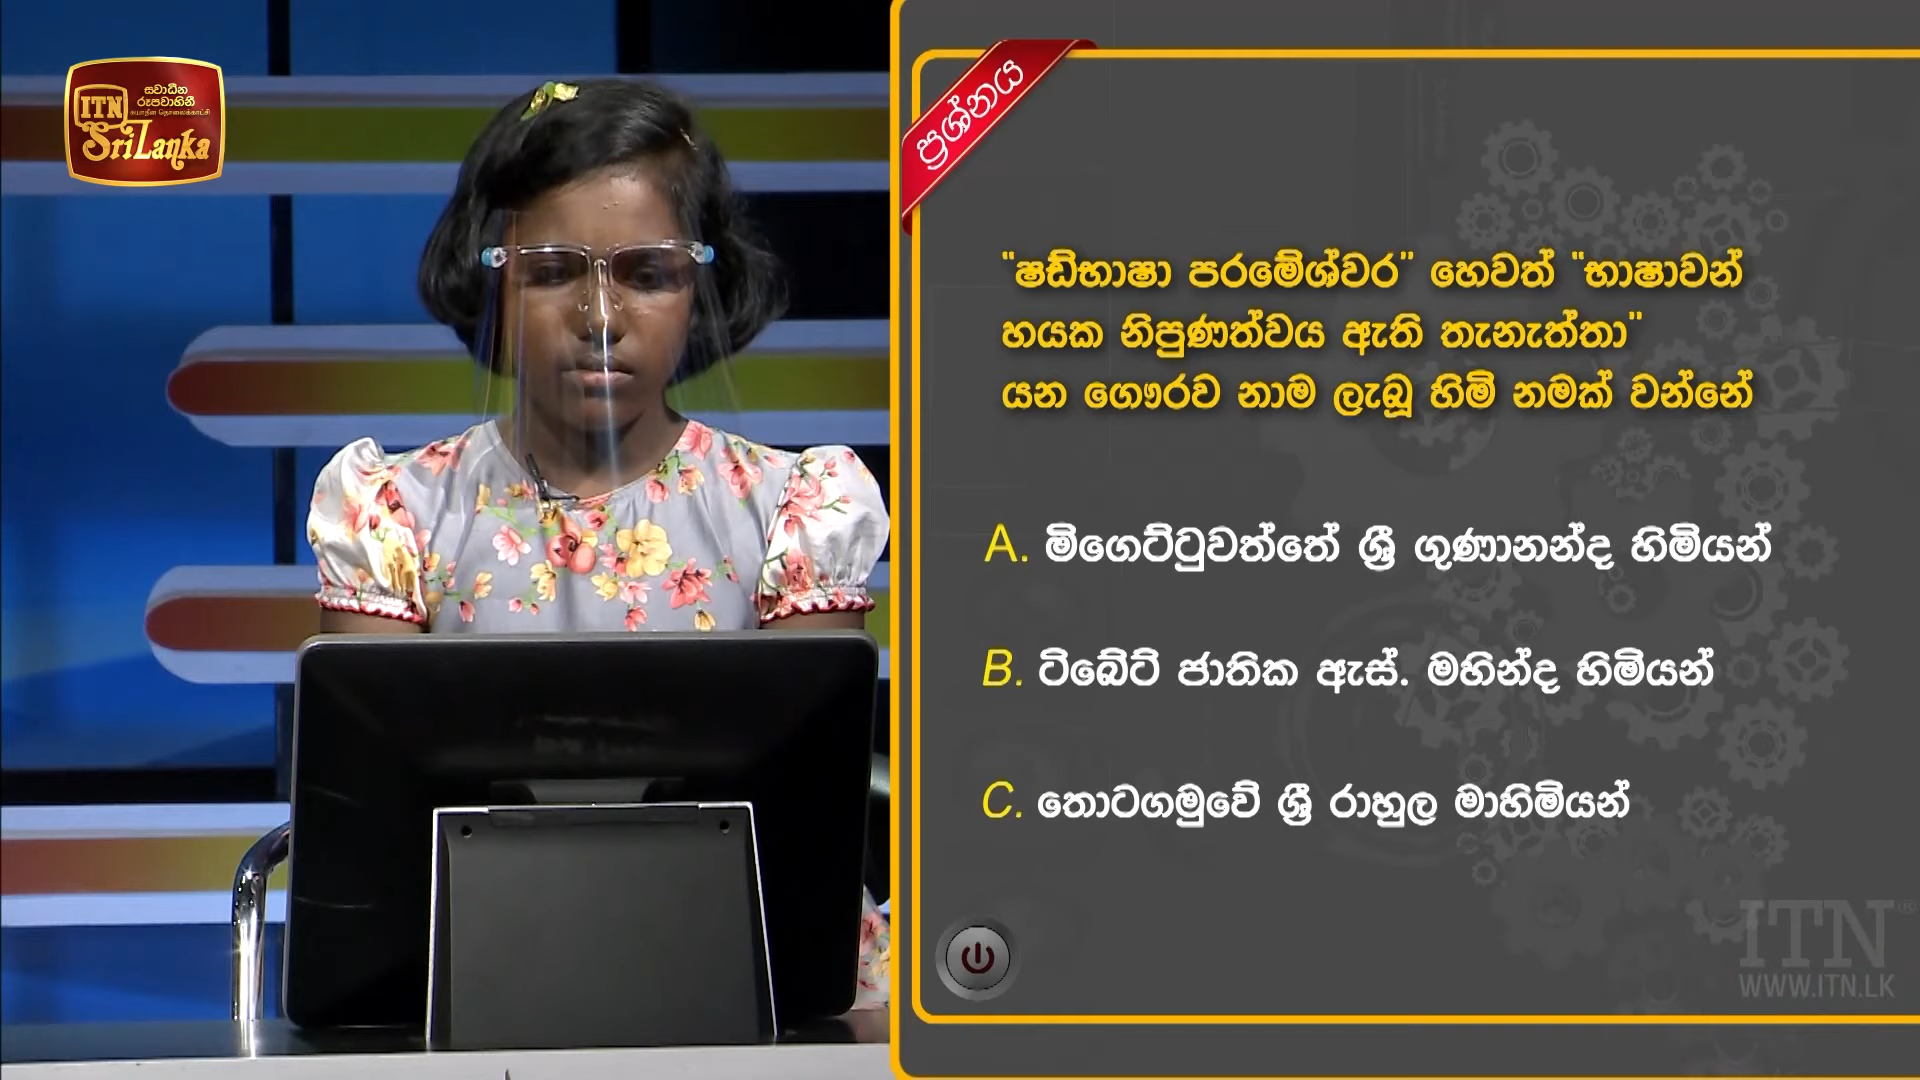 ස්වාධීන
රූපවාහිනී
சுயாதீன தொலைக்காட்சி
ITN
Sri Lanka
ප්‍රශ්නය
"ෂඩ්භාෂා පරමේශ්වර" හෙවත් "භාෂාවන්
හයක නිපුණත්වය ඇති තැනැත්තා"
යන ගෞරව නාම ලැබූ හිමි නමක් වන්නේ
A. මිගෙට්ටුවත්තේ ශ්‍රී ගුණානන්ද හිමියන්
B. ටිබේට් ජාතික ඇස්. මහින්ද හිමියන්
C. තොටගමුවේ ශ්‍රී රාහුල මාහිමියන්
ITN®
WWW.ITN.LK